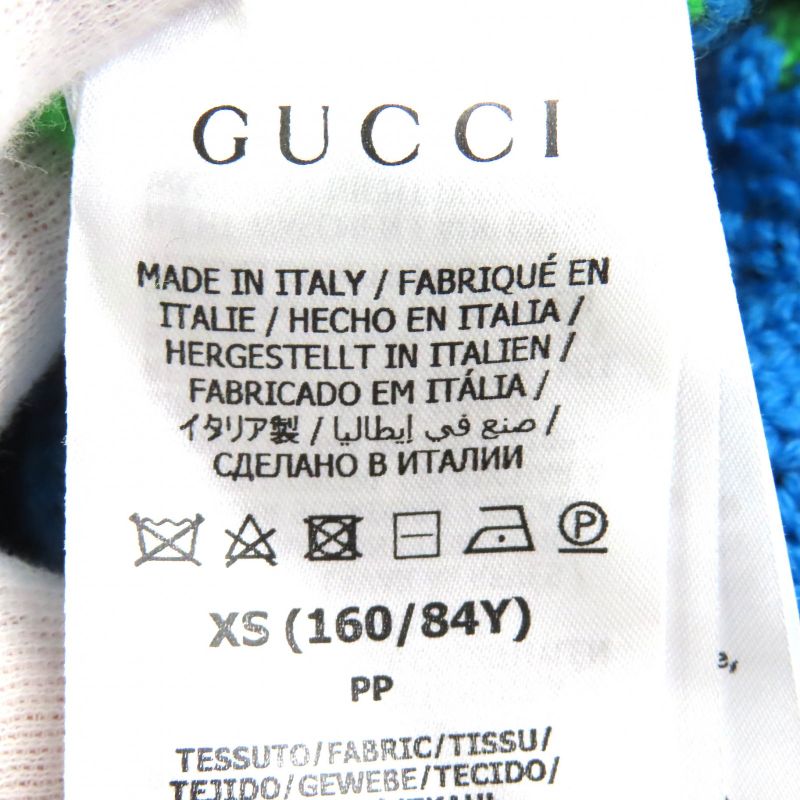 GUCCI
MADE IN ITALY / FABRIQUÉ EN
ITALIE / HECHO EN ITALIA /
HERGESTELLT IN ITALIEN /
FABRICADO EM ITÁLIA /
イタリア製 / صنع في إيطاليا /
СДЕЛАНО В ИТАЛИИ
P
XS (160/84Y)
PP
TESSUTO/FABRIC/TISSU/
TEJIDO/GEWEBE/TECIDO/